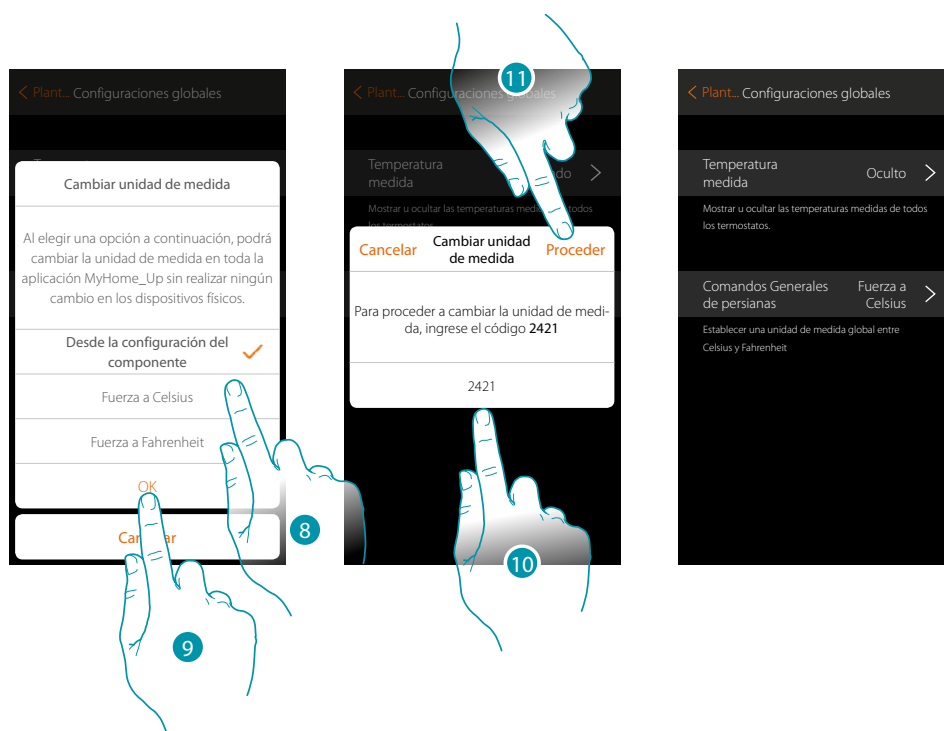 < Plant... Configuraciones globales
Cambiar unidad de medida
Al elegir una opción a continuación, podrá
cambiar la unidad de medida en toda la
aplicación MyHome_Up sin realizar ningún
cambio en los dispositivos físicos.
Desde la configuración del
componente
Fuerza a Celsius
Fuerza a Fahrenheit
OK
8
9
11
< Plant... Configuraciones globales
Temperatura
medida
Mostrar u ocultar las temperaturas
los termostatos.
Cancelar
Cambiar unidad
de medida
Proceder
Para proceder a cambiar la unidad de medi-
da, ingrese el código 2421
2421
10
< Plant... Configuraciones globales
Temperatura
medida
Oculto >
Mostrar u ocultar las temperaturas medidas de todos
los termostatos.
Comandos Generales
de persianas
Fuerza a
Celsius >
Establecer una unidad de medida global entre
Celsius y Fahrenheit